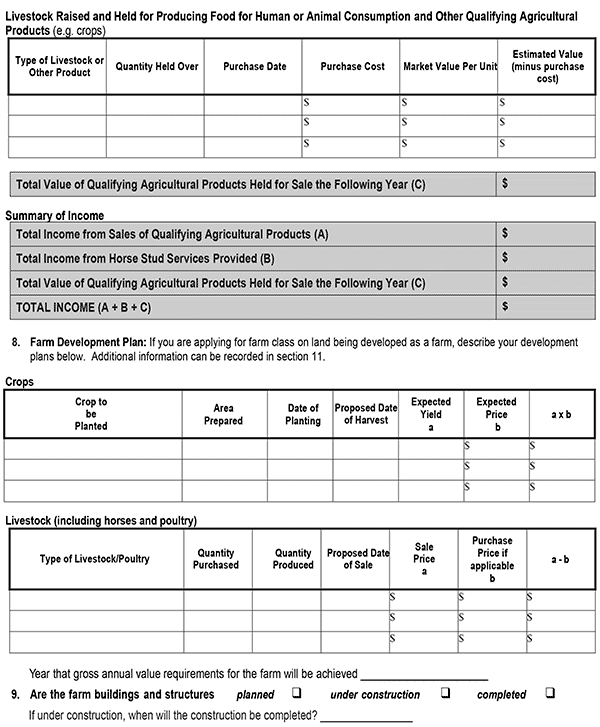 Livestock Raised and Held for Producing Food for Human or Animal Consumption and Other Qualifying Agricultural
Products (e.g. crops)
Type of Livestock or Other Product | Quantity Held Over | Purchase Date | Purchase Cost | Market Value Per Unit | Estimated Value (minus purchase cost)
$ $ $
$ $ $
$ $ $
Total Value of Qualifying Agricultural Products Held for Sale the Following Year (C) $
Summary of Income
Total Income from Sales of Qualifying Agricultural Products (A) $
Total Income from Horse Stud Services Provided (B) $
Total Value of Qualifying Agricultural Products Held for Sale the Following Year (C) $
TOTAL INCOME (A + B + C) $
8. Farm Development Plan: If you are applying for farm class on land being developed as a farm, describe your development
plans below. Additional information can be recorded in section 11.
Crops
Crop to be Planted | Area Prepared | Date of Planting | Proposed Date of Harvest | Expected Yield a | Expected Price b | a x b
$ $
$ $
$ $
Livestock (including horses and poultry)
Type of Livestock/Poultry | Quantity Purchased | Quantity Produced | Proposed Date of Sale | Sale Price a | Purchase Price if applicable b | a - b
$ $ $
$ $ $
$ $ $
Year that gross annual value requirements for the farm will be achieved ____________________
9. Are the farm buildings and structures planned ❑ under construction ❑ completed ❑
If under construction, when will the construction be completed? _______________